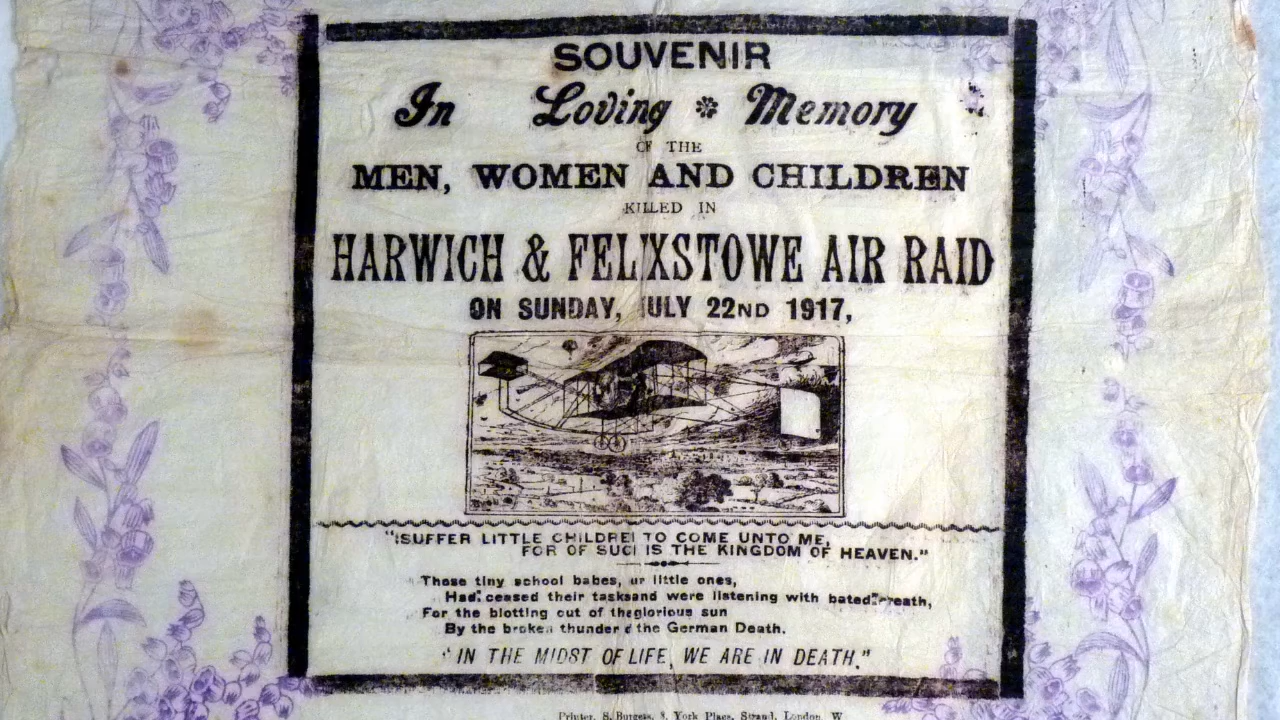 SOUVENIR
In Loving Memory
OF THE
MEN, WOMEN AND CHILDREN
KILLED IN
HARWICH & FELIXSTOWE AIR RAID
ON SUNDAY, JULY 22ND 1917,
"SUFFER LITTLE CHILDREN TO COME UNTO ME,
FOR OF SUCH IS THE KINGDOM OF HEAVEN."
Those tiny school babes, our little ones,
Had ceased their tasks and were listening with bated breath,
For the blotting out of the glorious sun
By the broken thunder of the German Death.
"IN THE MIDST OF LIFE, WE ARE IN DEATH."
Printer, S. Burgess, 8, York Place, Strand, London, W